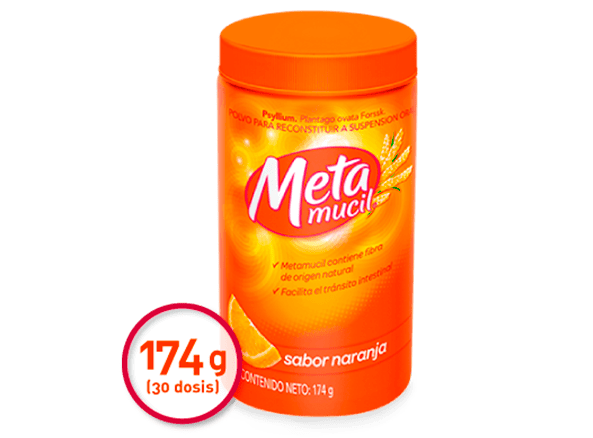 Psyllium. Plantago ovata Forssk.
POLVO PARA RECONSTITUIR A SUSPENSION ORAL
Meta
mucil
✓ Metamucil contiene fibra
de origen natural
✓ Facilita el tránsito intestinal
sabor naranja
CONTENIDO NETO: 174 g
174 g
(30 dosis)